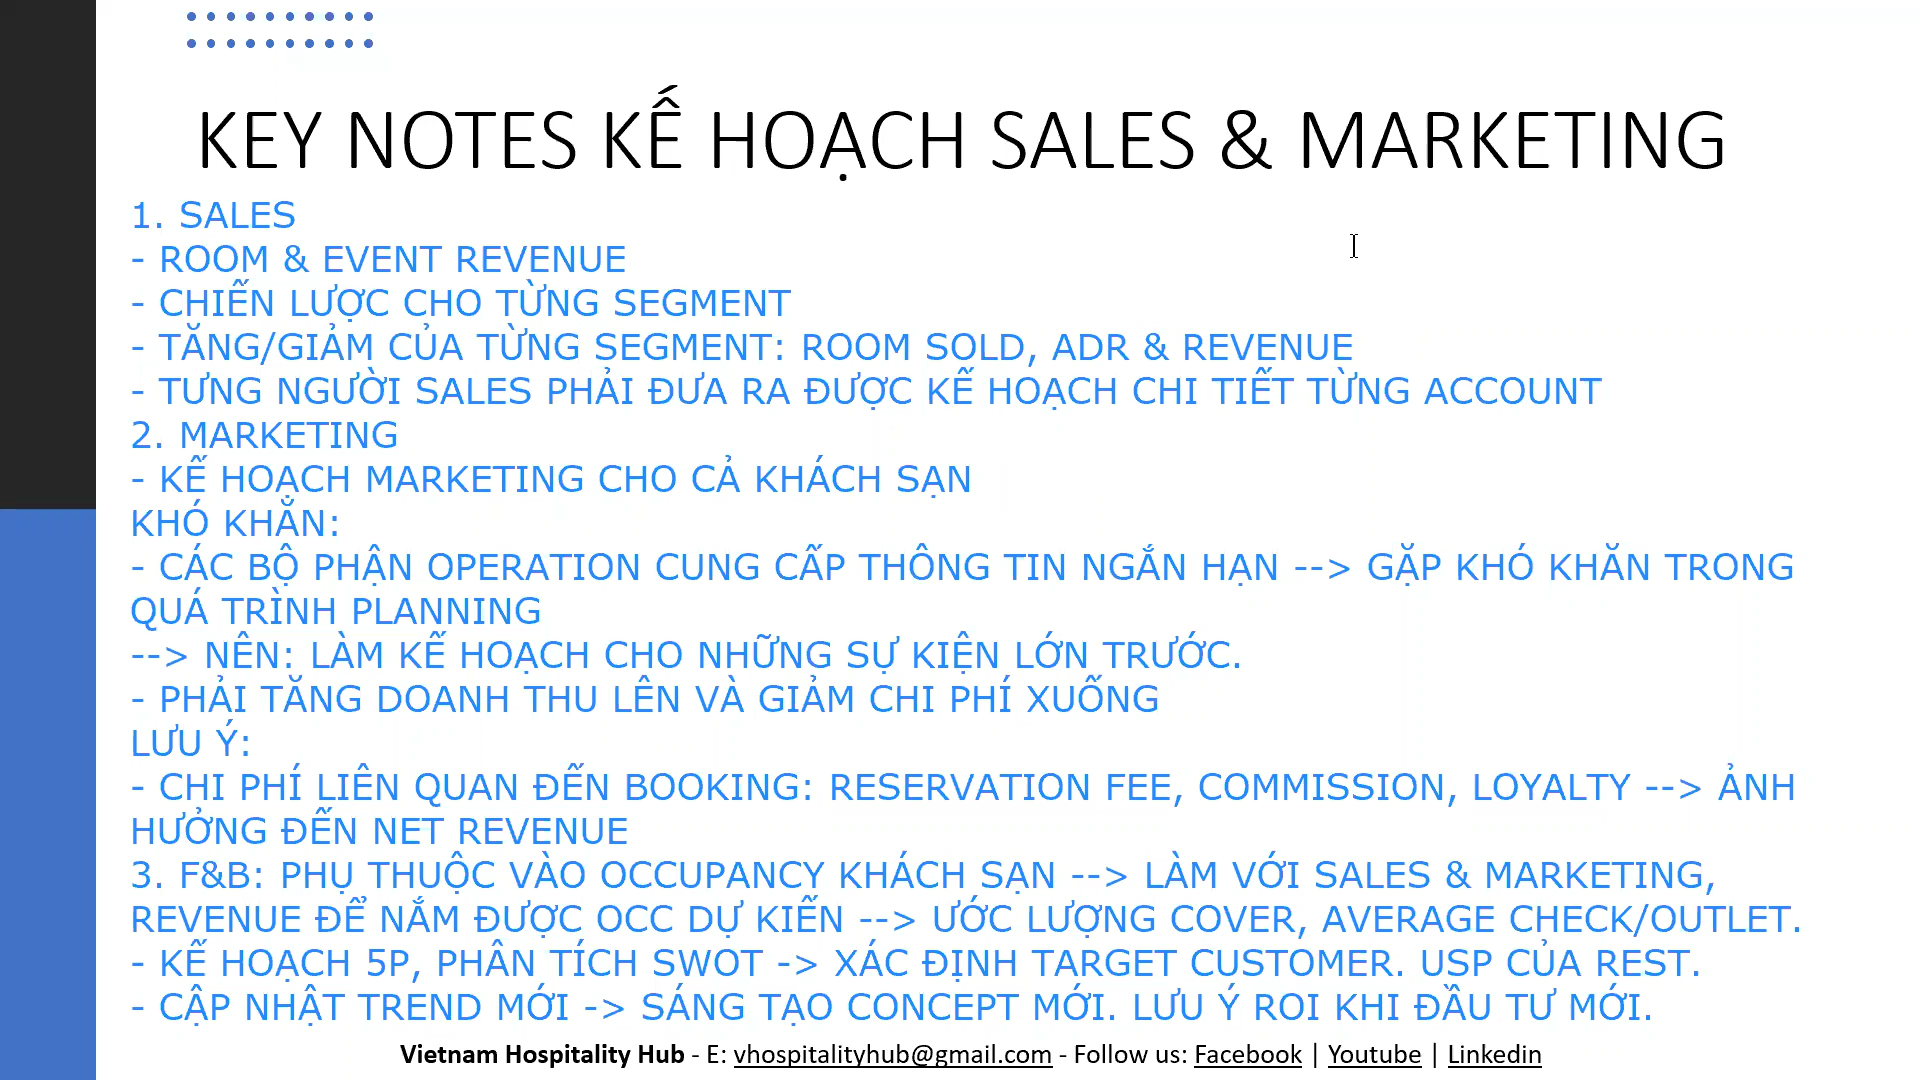 KEY NOTES KẾ HOẠCH SALES & MARKETING
1. SALES
- ROOM & EVENT REVENUE
- CHIẾN LƯỢC CHO TỪNG SEGMENT
- TĂNG/GIẢM CỦA TỪNG SEGMENT: ROOM SOLD, ADR & REVENUE
- TƯNG NGƯỜI SALES PHẢI ĐƯA RA ĐƯỢC KẾ HOẠCH CHI TIẾT TỪNG ACCOUNT
2. MARKETING
- KẾ HOẠCH MARKETING CHO CẢ KHÁCH SẠN
KHÓ KHĂN:
- CÁC BỘ PHẬN OPERATION CUNG CẤP THÔNG TIN NGẮN HẠN --> GẶP KHÓ KHĂN TRONG
QUÁ TRÌNH PLANNING
--> NÊN: LÀM KẾ HOẠCH CHO NHỮNG SỰ KIỆN LỚN TRƯỚC.
- PHẢI TĂNG DOANH THU LÊN VÀ GIẢM CHI PHÍ XUỐNG
LƯU Ý:
- CHI PHÍ LIÊN QUAN ĐẾN BOOKING: RESERVATION FEE, COMMISSION, LOYALTY --> ẢNH
HƯỞNG ĐẾN NET REVENUE
3. F&B: PHỤ THUỘC VÀO OCCUPANCY KHÁCH SẠN --> LÀM VỚI SALES & MARKETING,
REVENUE ĐỂ NẮM ĐƯỢC OCC DỰ KIẾN --> ƯỚC LƯỢNG COVER, AVERAGE CHECK/OUTLET.
- KẾ HOẠCH 5P, PHÂN TÍCH SWOT -> XÁC ĐỊNH TARGET CUSTOMER. USP CỦA REST.
- CẬP NHẬT TREND MỚI -> SÁNG TẠO CONCEPT MỚI. LƯU Ý ROI KHI ĐẦU TƯ MỚI.
Vietnam Hospitality Hub - E: vhospitalityhub@gmail.com - Follow us: Facebook | Youtube | Linkedin